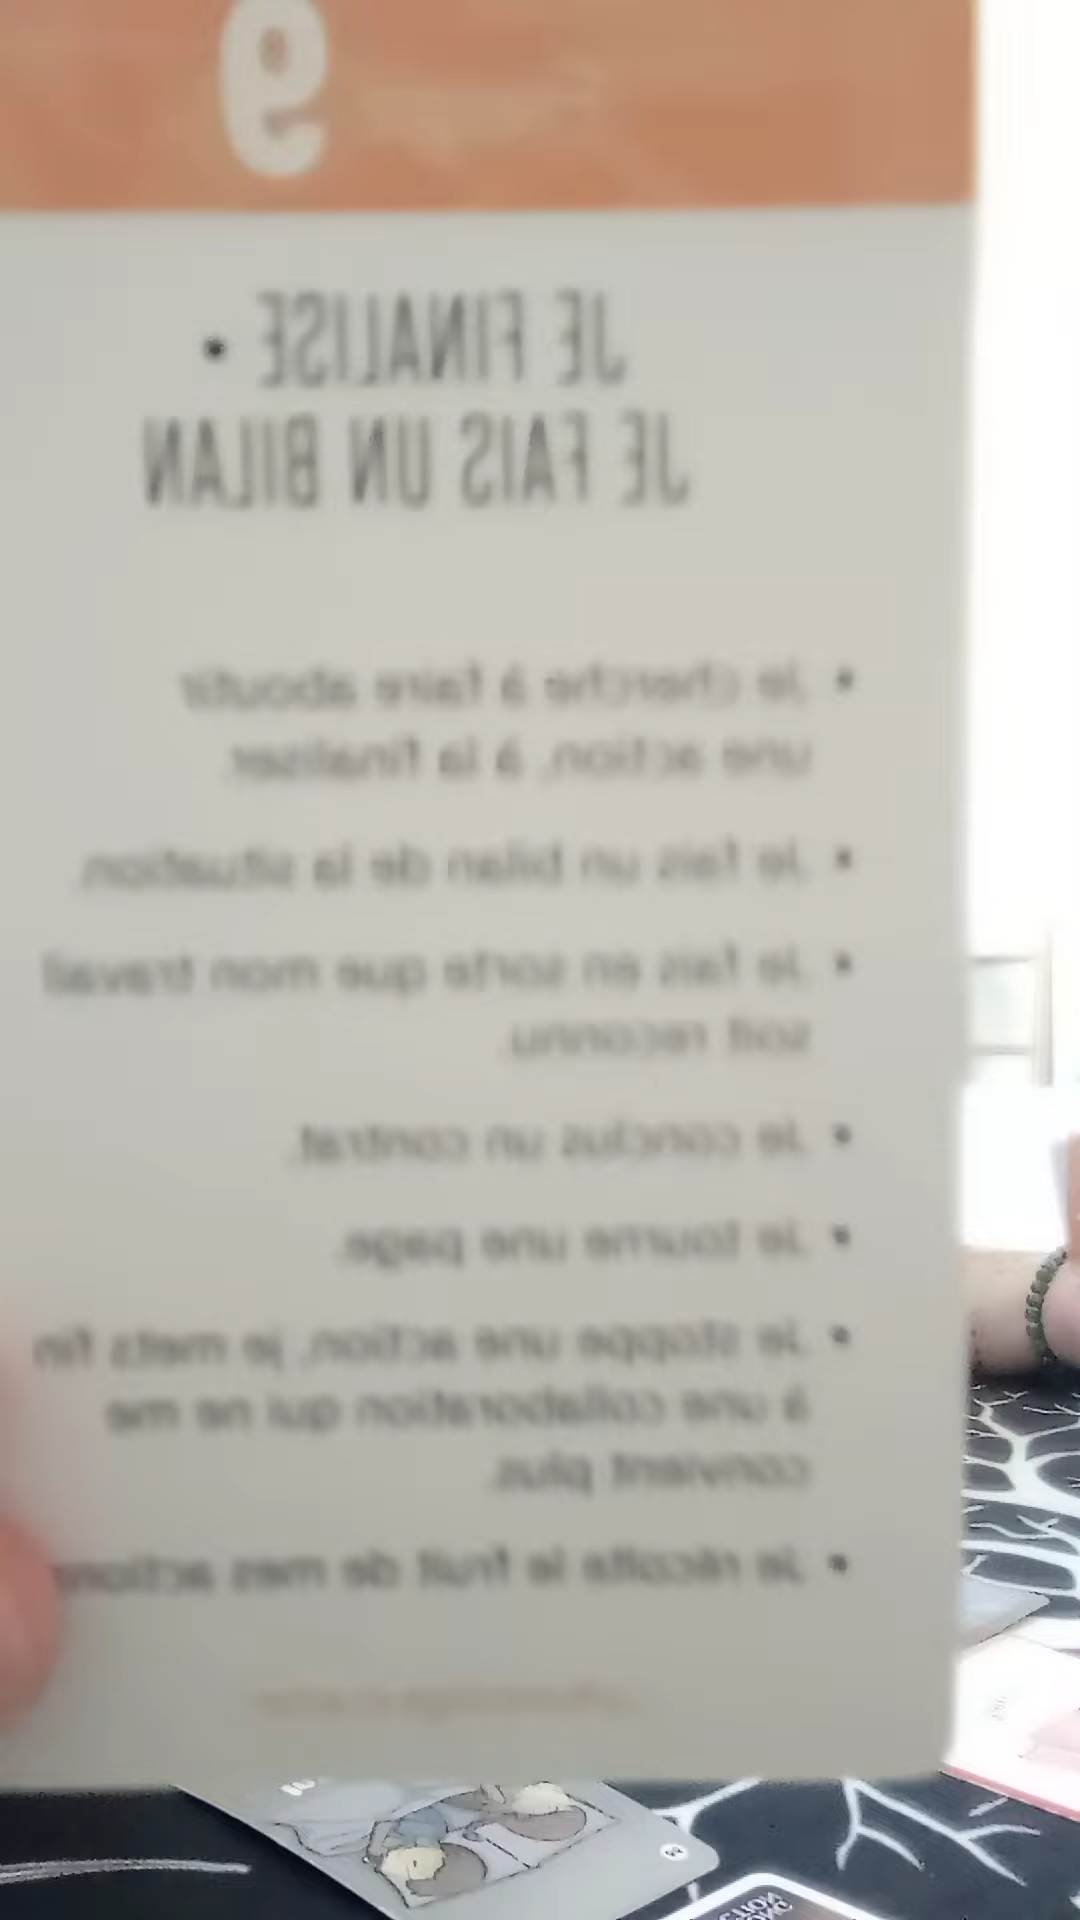 9
JE FINALISE •
JE FAIS UN BILAN
• Je cherche à faire aboutir
une action, à la finaliser.
• Je fais un bilan de la situation.
• Je fais en sorte que mon travail
soit reconnu.
• Je conclus un contrat.
• Je tourne une page.
• Je stoppe une action, je mets fin
à une collaboration qui ne me
convient plus.
• Je récolte le fruit de mes actions